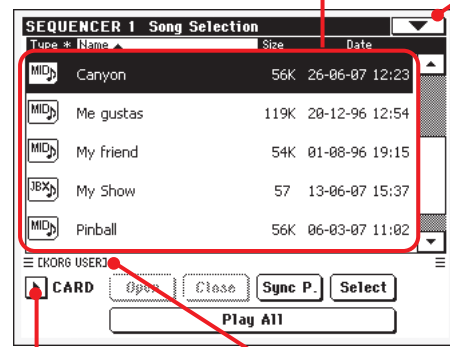 SEQUENCER 1 Song Selection
Type * Name Size Date
MID Canyon 56K 26-06-07 12:23
MID Me gustas 119K 20-12-96 12:54
MID My friend 54K 01-08-96 19:15
JBX My Show 57 13-06-07 15:37
MID Pinball 56K 06-03-07 11:02
[KORG USER]
CARD Open Close Sync P. Select
Play All